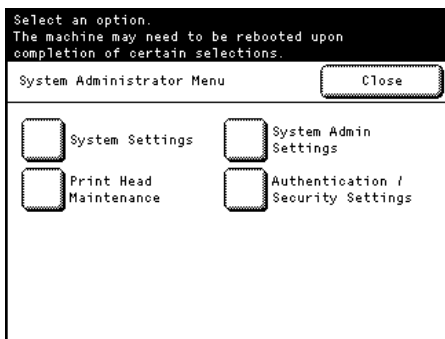 Select an option.
The machine may need to be rebooted upon
completion of certain selections.
System Administrator Menu
Close
System Settings
System Admin
Settings
Print Head
Maintenance
Authentication /
Security Settings